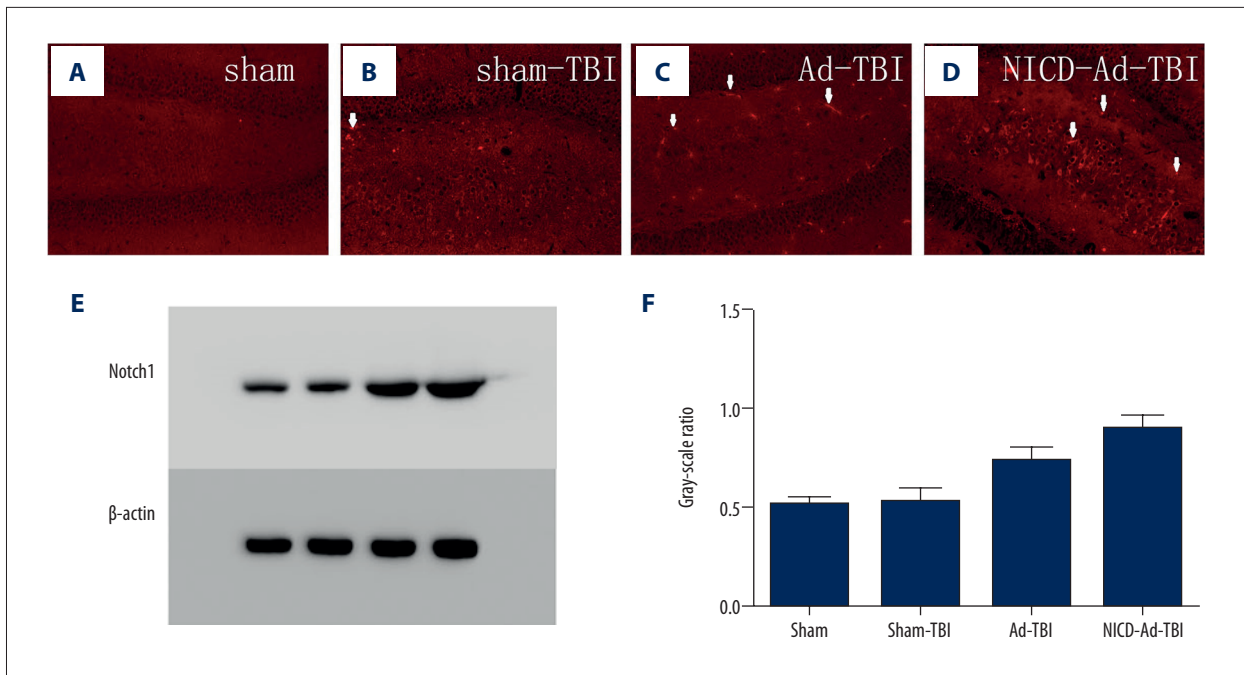 A
sham
B
sham-TBI
C
Ad-TBI
D
NICD-Ad-TBI
E
Notch1
β-actin
F
1.5
1.0
0.5
0.0
Gray-scale ratio
Sham
Sham-TBI
Ad-TBI
NICD-Ad-TBI